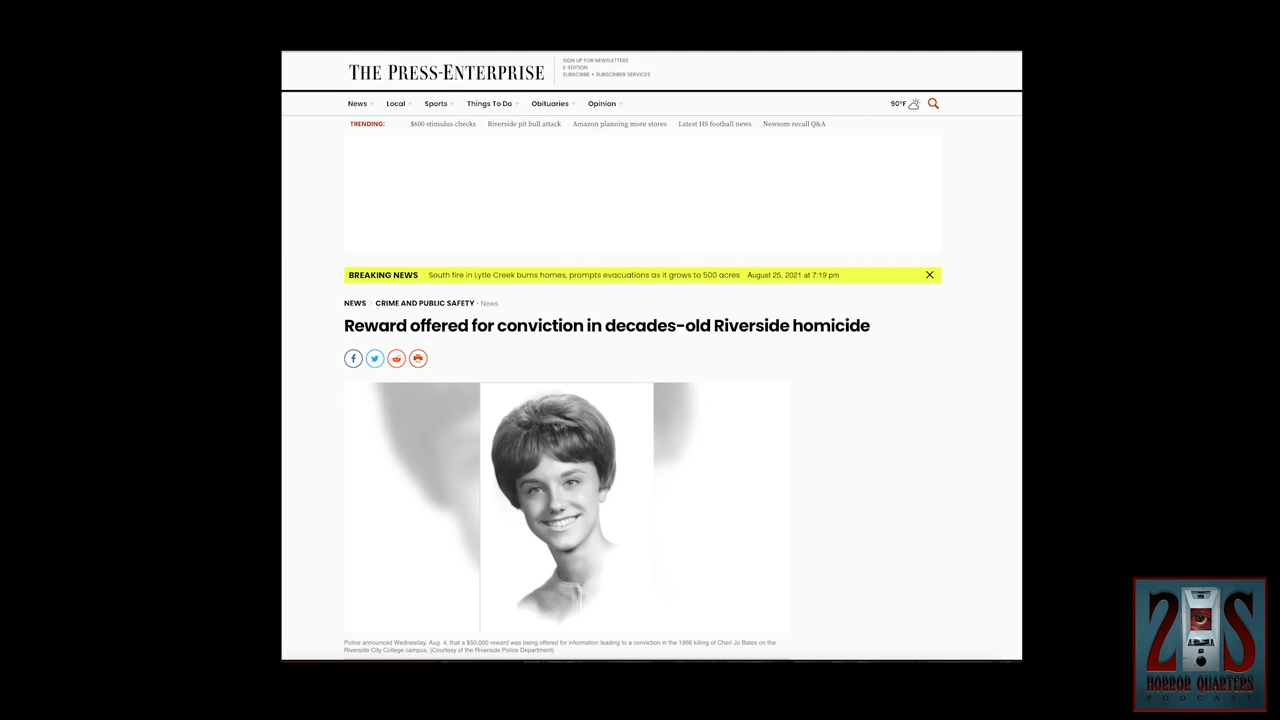 THE PRESS-ENTERPRISE
SIGN UP FOR NEWSLETTERS
E-EDITION
SUBSCRIBE • SUBSCRIBER SERVICES
News Local Sports Things To Do Obituaries Opinion 90°F
TRENDING: $600 stimulus checks Riverside pit bull attack Amazon planning more stores Latest HS football news Newsom recall Q&A
BREAKING NEWS South fire in Lytle Creek burns homes, prompts evacuations as it grows to 500 acres August 25, 2021 at 7:19 pm
NEWS CRIME AND PUBLIC SAFETY • News
Reward offered for conviction in decades-old Riverside homicide
Police announced Wednesday, Aug. 4, that a $50,000 reward was being offered for information leading to a conviction in the 1966 killing of Cheri Jo Bates on the
Riverside City College campus. (Courtesy of the Riverside Police Department)
25
HORROR QUARTERS
PODCAST